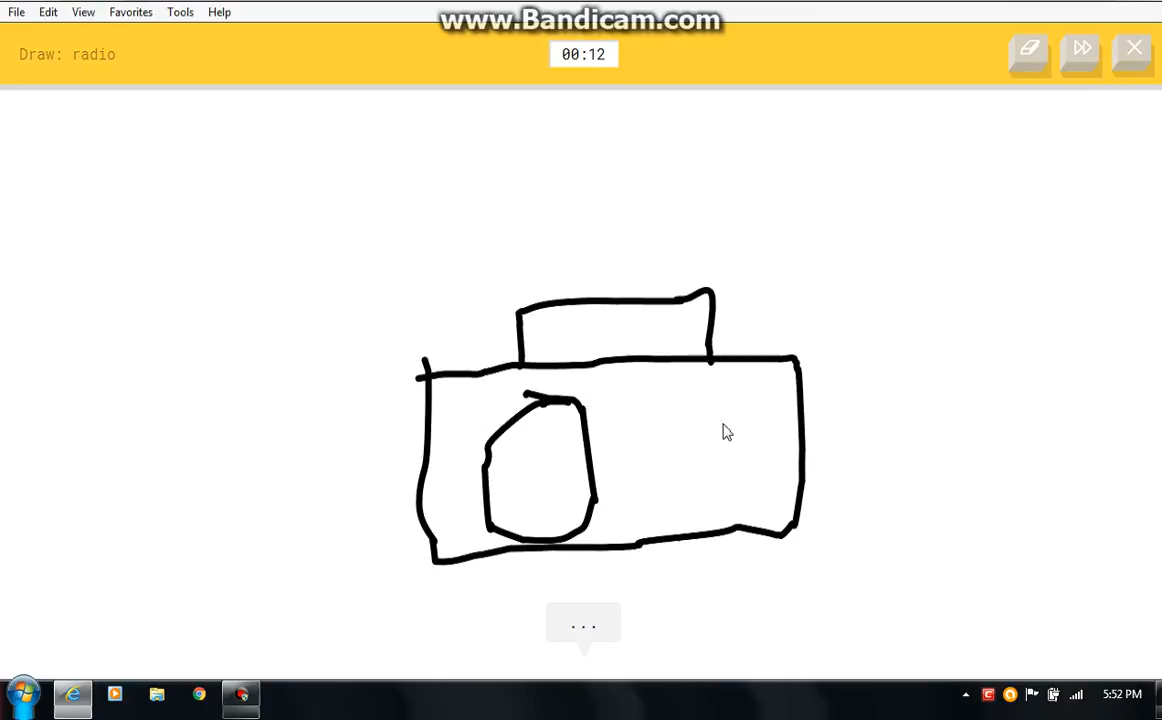 www.Bandicam.com
File Edit View Favorites Tools Help
Draw: radio
00:12
...
5:52 PM